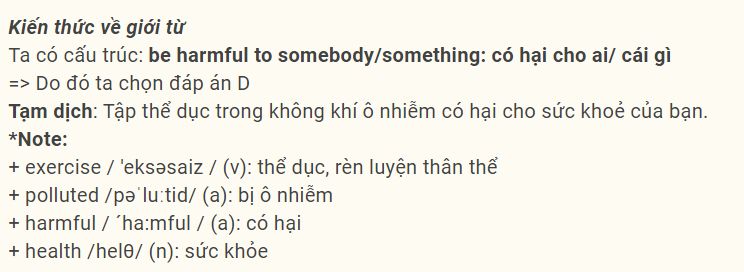 Kiến thức về giới từ
Ta có cấu trúc: be harmful to somebody/something: có hại cho ai/ cái gì
=> Do đó ta chọn đáp án D
Tạm dịch: Tập thể dục trong không khí ô nhiễm có hại cho sức khoẻ của bạn.
*Note:
+ exercise / 'eksəsaiz / (v): thể dục, rèn luyện thân thể
+ polluted /pəˈluːtid/ (a): bị ô nhiễm
+ harmful / ´ha:mful / (a): có hại
+ health /helθ/ (n): sức khỏe